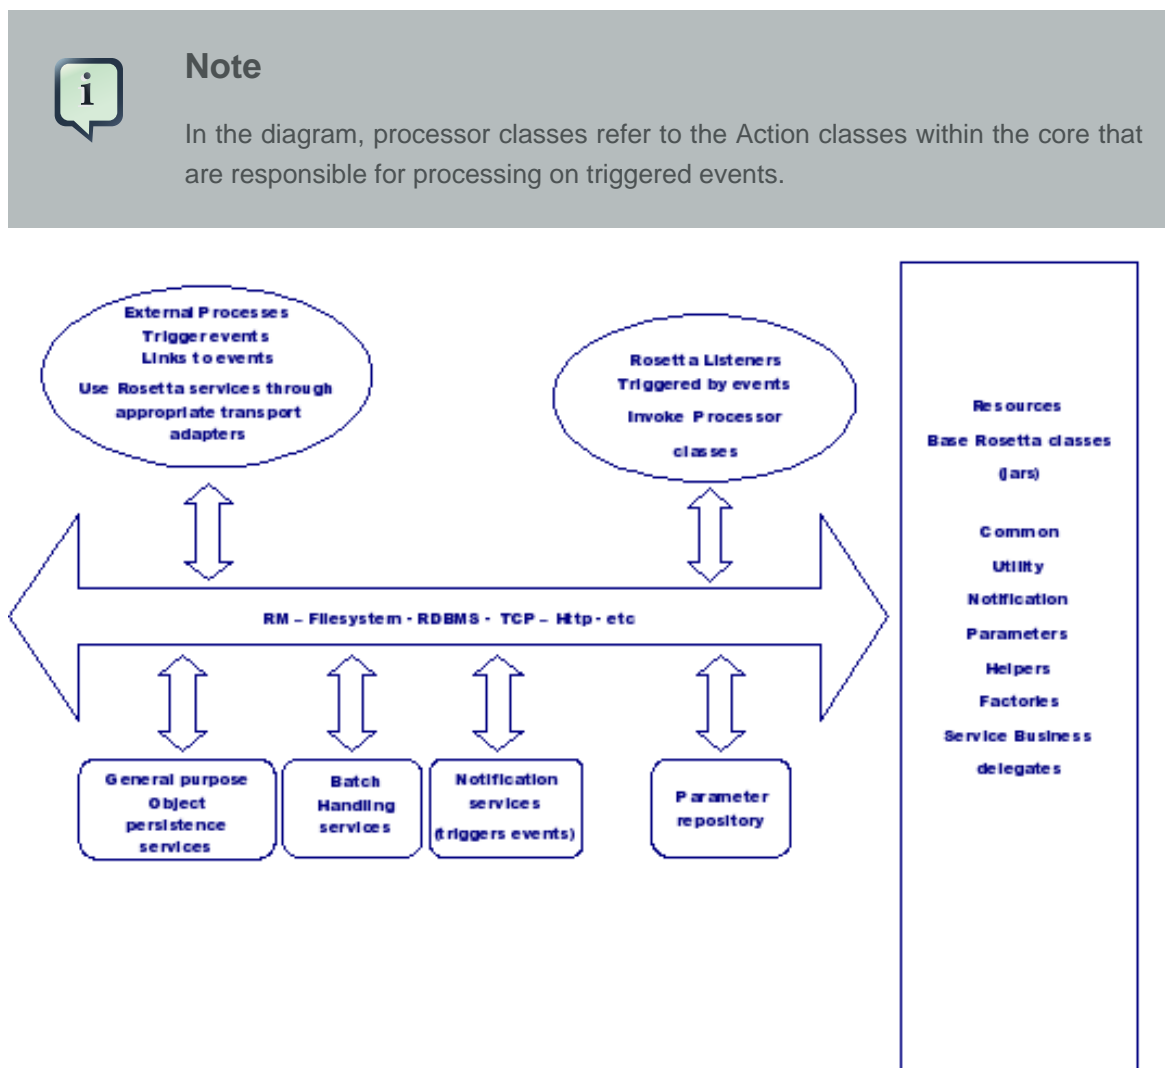 i
Note
In the diagram, processor classes refer to the Action classes within the core that
are responsible for processing on triggered events.
External Processes
Trigger events
Links to events
Use Rosetta services through
appropriate transport
adapters
Rosetta Listeners
Triggered by events
Invoke Processor
classes
RM – Filesystem - RDBMS - TCP – Http - etc
General purpose
Object
persistence
services
Batch
Handling
services
Notification
services
(triggers events)
Parameter
repository
Resources
Base Rosetta classes
(jars)
Common
Utility
Notification
Parameters
Helpers
Factories
Service Business
delegates